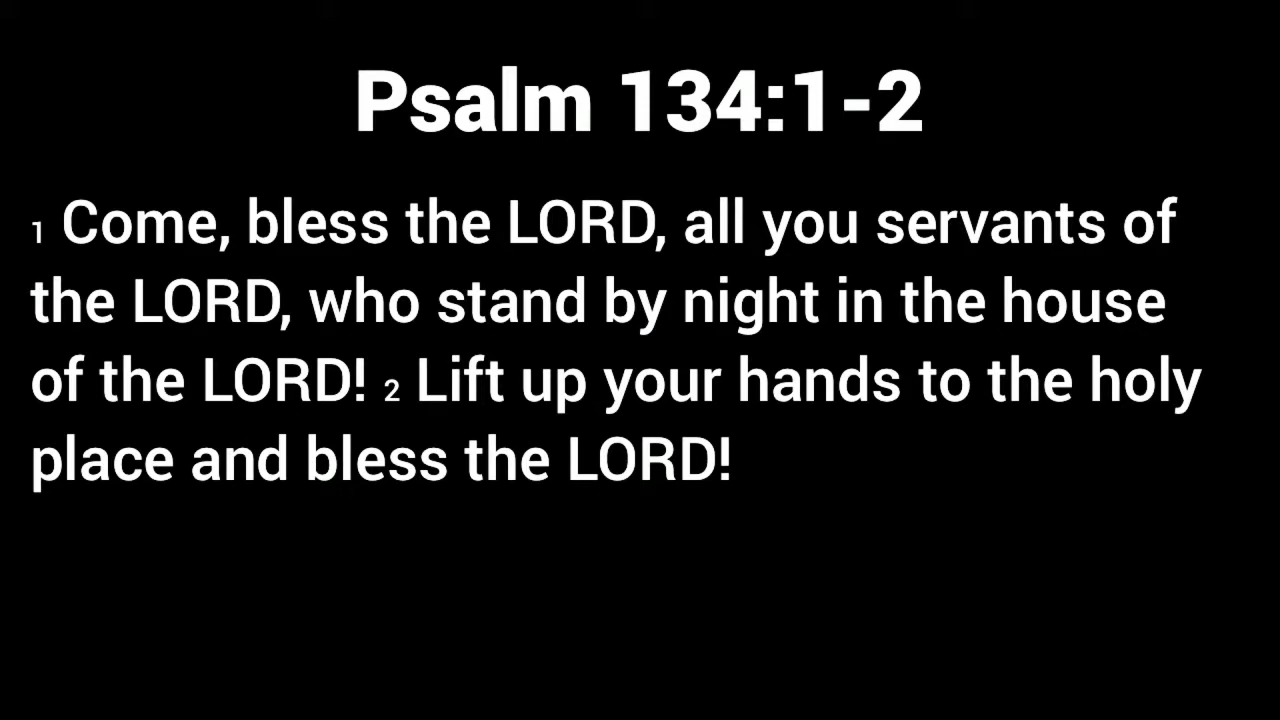 Psalm 134:1-2
1 Come, bless the LORD, all you servants of
the LORD, who stand by night in the house
of the LORD! 2 Lift up your hands to the holy
place and bless the LORD!